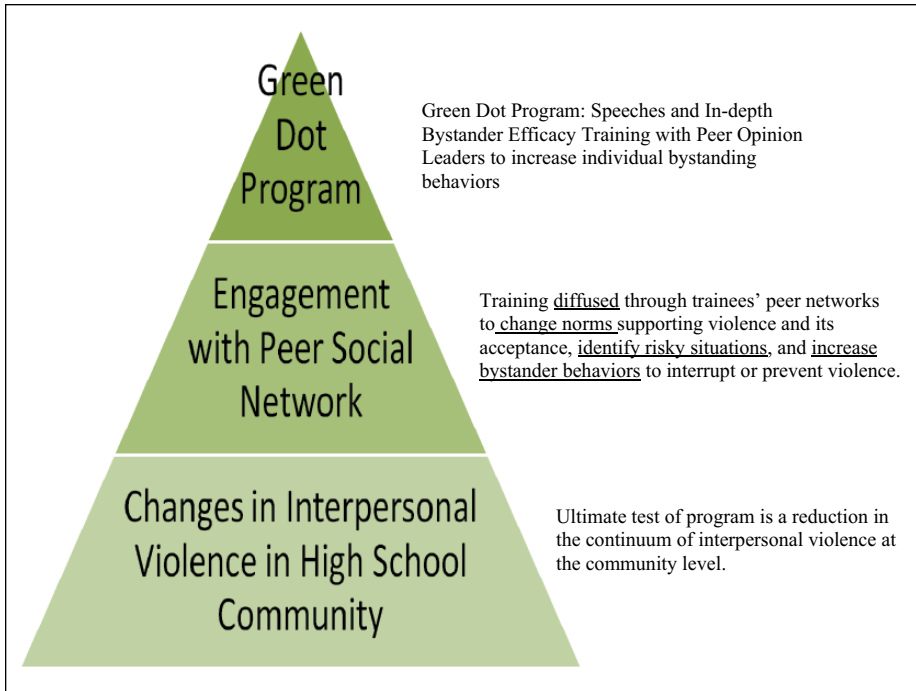 Green
Dot
Program
Green Dot Program: Speeches and In-depth
Bystander Efficacy Training with Peer Opinion
Leaders to increase individual bystanding
behaviors
Engagement
with Peer Social
Network
Training diffused through trainees’ peer networks
to change norms supporting violence and its
acceptance, identify risky situations, and increase
bystander behaviors to interrupt or prevent violence.
Changes in Interpersonal
Violence in High School
Community
Ultimate test of program is a reduction in
the continuum of interpersonal violence at
the community level.